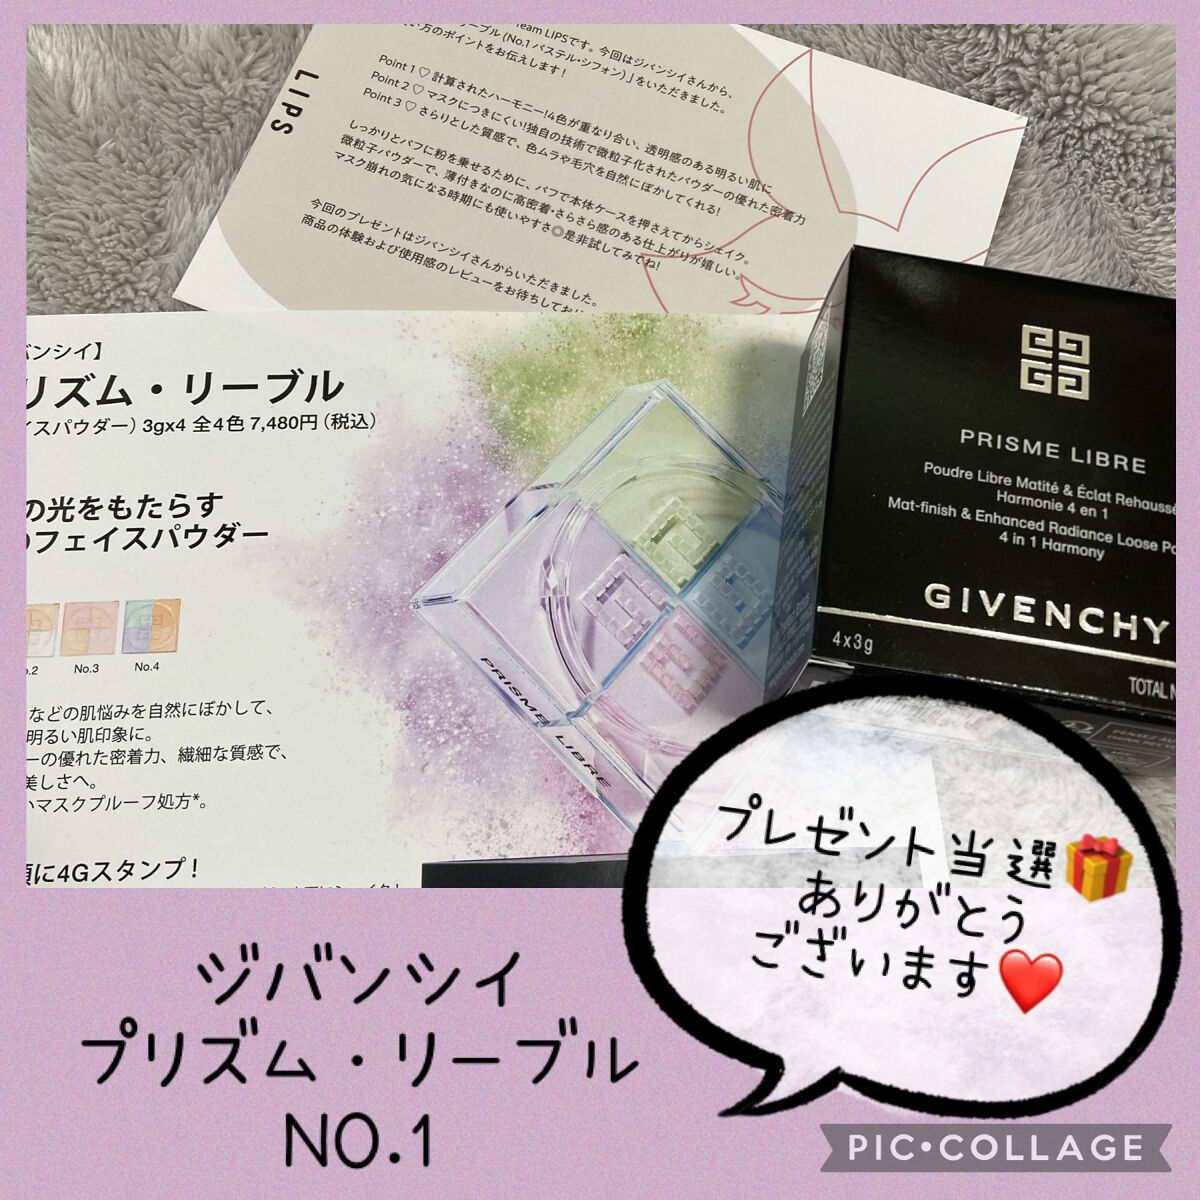 Team LIPSです。今回はジバンシイさんから、
ーブル (No.1 パステル・シフォン)」をいただきました。
い方のポイントをお伝えします!
Point 1 ♡ 計算されたハーモニー!4色が重なり合い、透明感のある明るい肌に
Point 2 ♡ マスクにつきにくい!独自の技術で微粒子化されたパウダーの優れた密着力
Point 3 ♡ さらりとした質感で、色ムラや毛穴を自然にぼかしてくれる!
しっかりとパフに粉を乗せるために、パフで本体ケースを押さえてからシェイク。
微粒子パウダーで、薄付きなのに高密着・さらさら感のある仕上がりが嬉しい。
マスク崩れの気になる時期にも使いやすさ◎是非試してみてね!
今回のプレゼントはジバンシイさんからいただきました。
商品の体験および使用感のレビューをお待ちしてお
LIPS
バンシイ】
リズム・リーブル
イスパウダー) 3gx4 全4色 7,480円 (税込)
の光をもたらす
フェイスパウダー
.2
No.3
No.4
などの肌悩みを自然にぼかして、
明るい肌印象に。
ーの優れた密着力、繊細な質感で、
美しさへ。
いマスクプルーフ処方*。
に4Gスタンプ!
PRISME LIBRE
PRISME LIBRE
Poudre Libre Matité & Éclat Rehaussé
Harmonie 4 en 1
Mat-finish & Enhanced Radiance Loose Po
4 in 1 Harmony
GIVENCHY
4x3g
TOTAL N
プレゼント当選🎁
ありがとう
ございます❤️
ジバンシイ
プリズム・リーブル
NO.1
PIC•COLLAGE